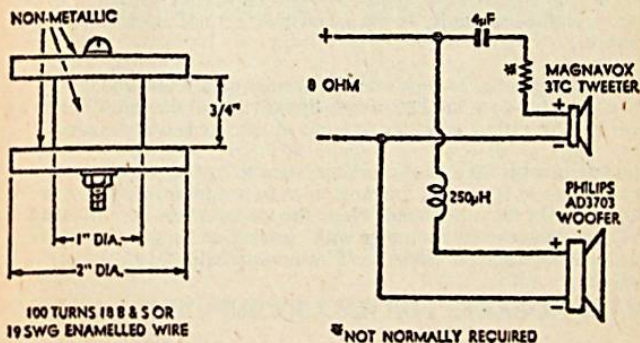 NON-METALLIC
3/4"
1" DIA.
2" DIA.
100 TURNS 18 B & S OR
19 SWG ENAMELLED WIRE
+
8 OHM
-
4µF
*
MAGNAVOX
3TC TWEETER
+
-
250µH
PHILIPS
AD3703
WOOFER
+
-
*NOT NORMALLY REQUIRED